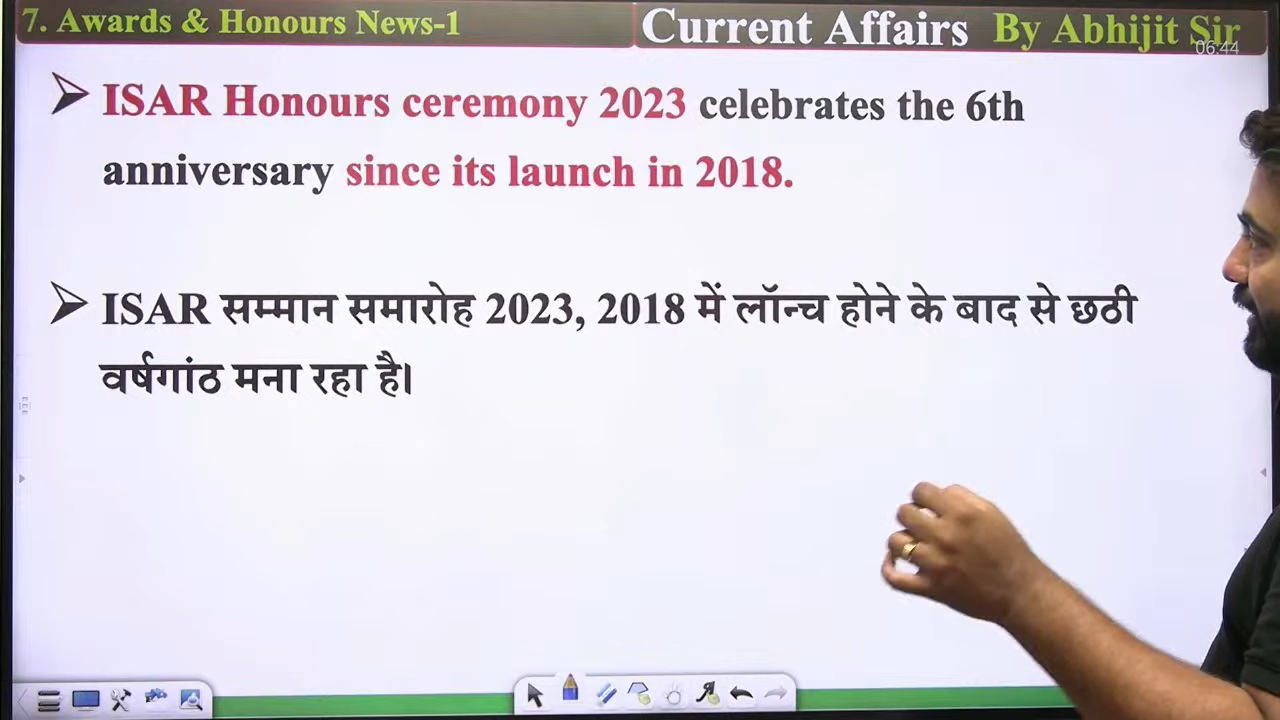 7. Awards & Honours News-1
Current Affairs By Abhijit Sir
06:44
ISAR Honours ceremony 2023 celebrates the 6th
anniversary since its launch in 2018.
ISAR सम्मान समारोह 2023, 2018 में लॉन्च होने के बाद से छठी
वर्षगांठ मना रहा है।